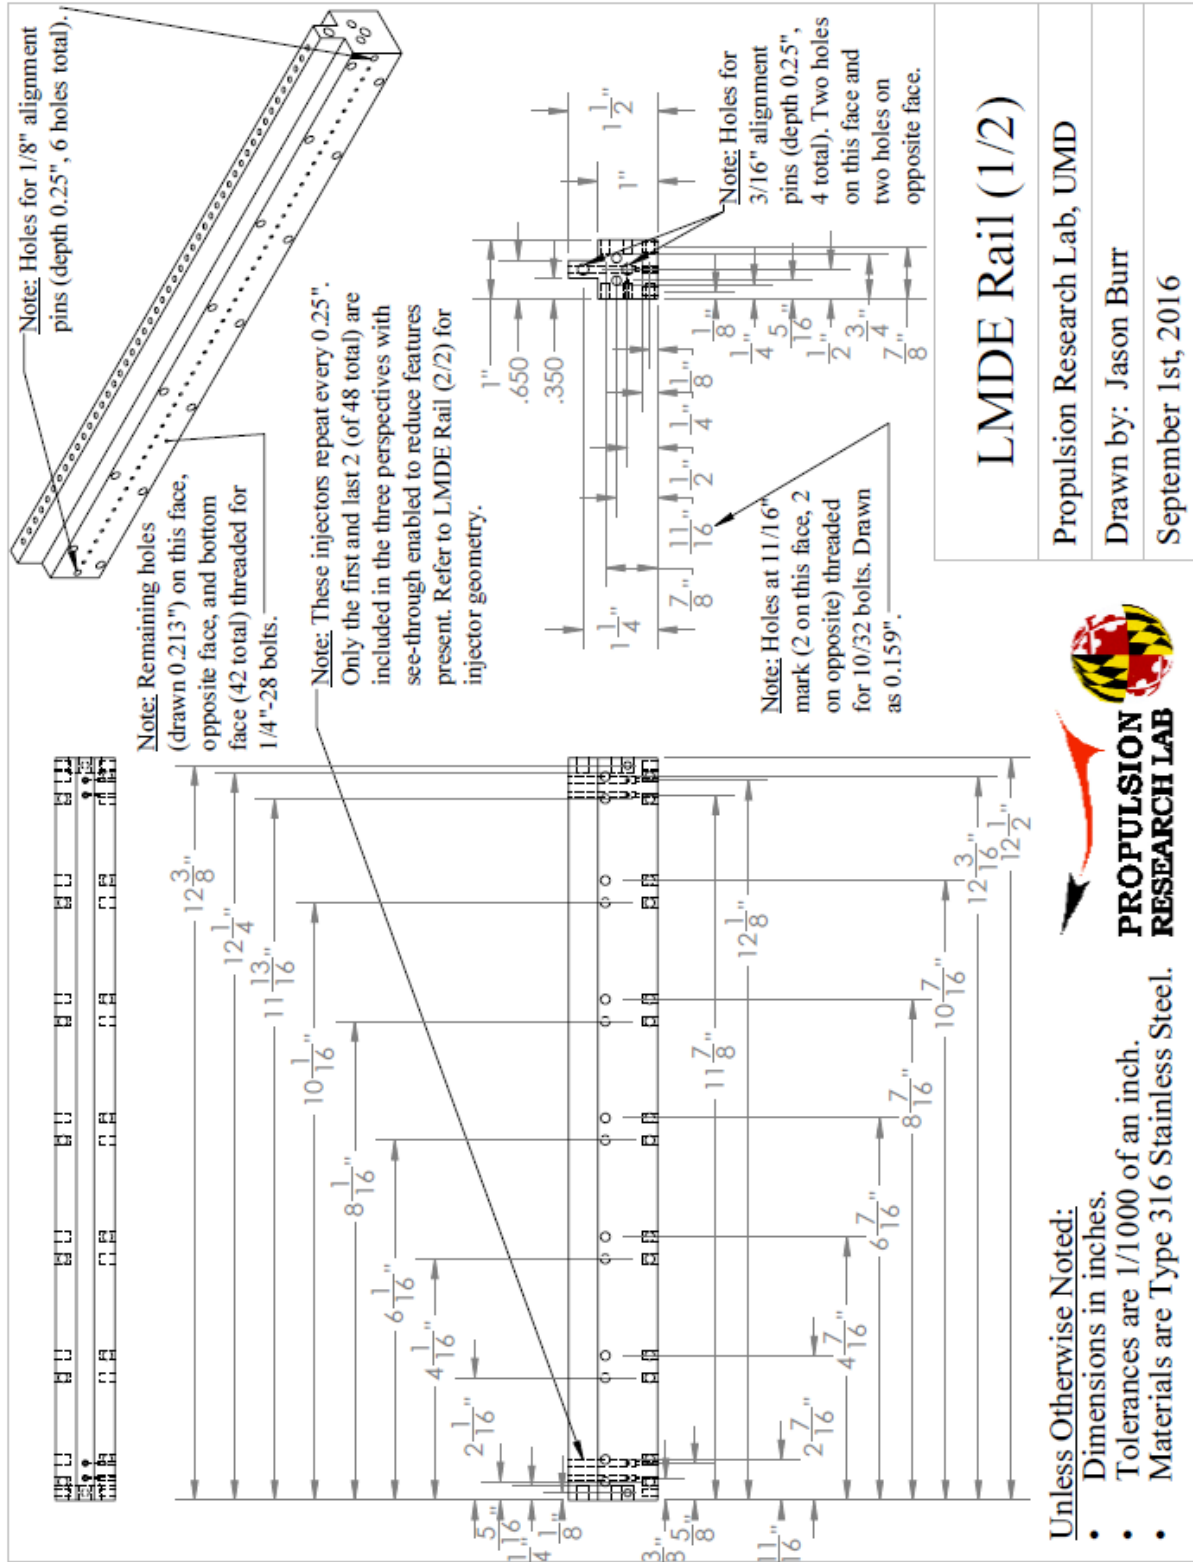 Note: Holes for 1/8" alignment
pins (depth 0.25", 6 holes total).
Note: Remaining holes
(drawn 0.213") on this face,
opposite face, and bottom
face (42 total) threaded for
1/4"-28 bolts.
Note: These injectors repeat every 0.25".
Only the first and last 2 (of 48 total) are
included in the three perspectives with
see-through enabled to reduce features
present. Refer to LMDE Rail (2/2) for
injector geometry.
12 3/8"
12 1/4"
11 13/16"
10 1/16"
8 1/16"
6 1/16"
4 1/16"
2 1/16"
5/16"
1/4"
1/8"
3/8"
5/8"
11/16"
2 7/16"
4 7/16"
6 7/16"
8 7/16"
10 7/16"
11 7/8"
12 1/8"
12 3/16"
12 1/2"
1"
.650
.350
1"
1 1/2"
1/8"
1/4"
5/16"
1/2"
3/4"
7/8"
1/8"
1/4"
1/2"
11/16"
7/8"
1 1/4"
Note: Holes for
3/16" alignment
pins (depth 0.25",
4 total). Two holes
on this face and
two holes on
opposite face.
Note: Holes at 11/16"
mark (2 on this face, 2
on opposite) threaded
for 10/32 bolts. Drawn
as 0.159".
Unless Otherwise Noted:
• Dimensions in inches.
• Tolerances are 1/1000 of an inch.
• Materials are Type 316 Stainless Steel.
PROPULSION
RESEARCH LAB
LMDE Rail (1/2)
Propulsion Research Lab, UMD
Drawn by: Jason Burr
September 1st, 2016